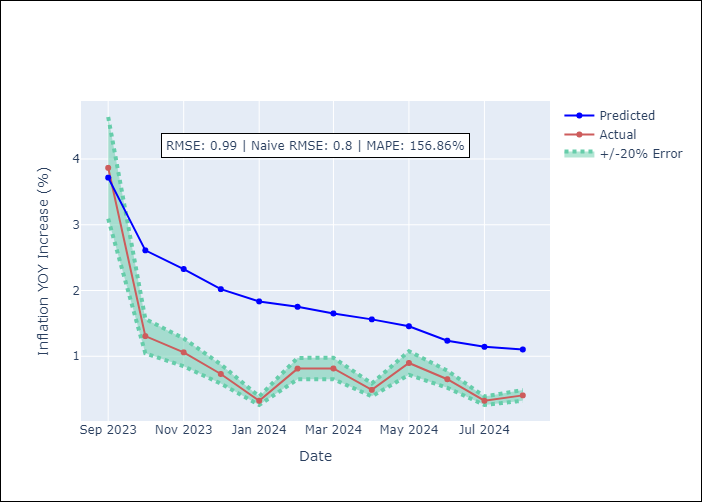 RMSE: 0.99 | Naive RMSE: 0.8 | MAPE: 156.86%
Predicted
Actual
+/-20% Error
Inflation YOY Increase (%)
4
3
2
1
Sep 2023 Nov 2023 Jan 2024 Mar 2024 May 2024 Jul 2024
Date